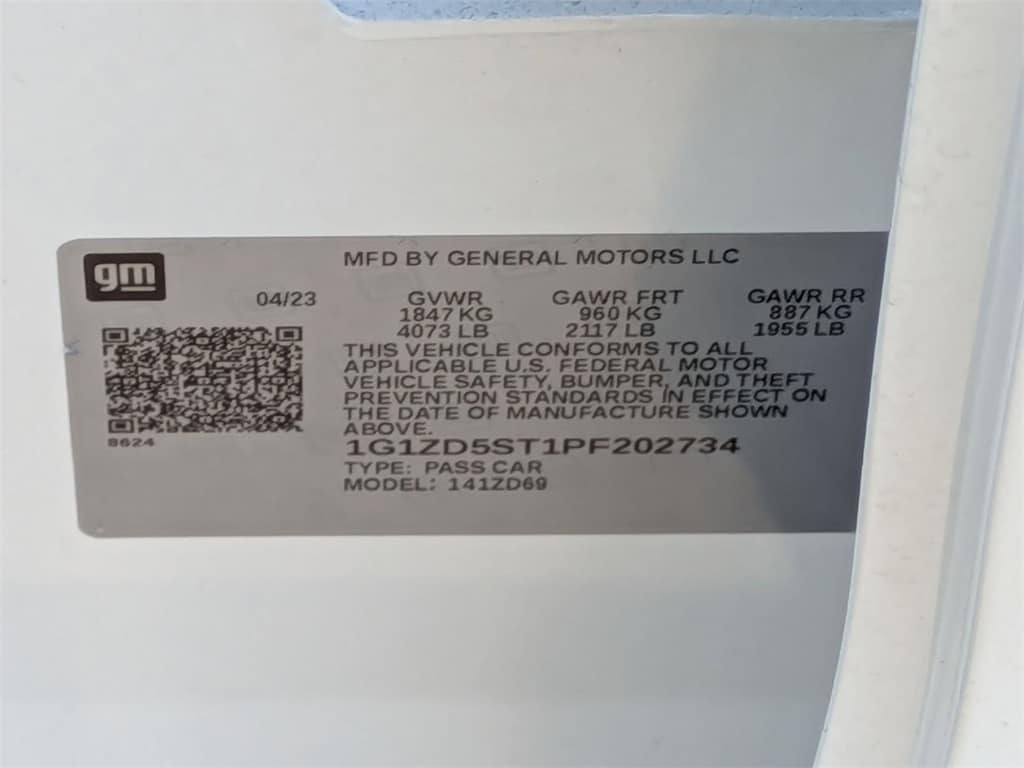 gm
MFD BY GENERAL MOTORS LLC
04/23 GVWR GAWR FRT GAWR RR
1847 KG 960 KG 887 KG
4073 LB 2117 LB 1955 LB
THIS VEHICLE CONFORMS TO ALL
APPLICABLE U.S. FEDERAL MOTOR
VEHICLE SAFETY, BUMPER, AND THEFT
PREVENTION STANDARDS IN EFFECT ON
THE DATE OF MANUFACTURE SHOWN
ABOVE.
8624
1G1ZD5ST1PF202734
TYPE: PASS CAR
MODEL: 141ZD69